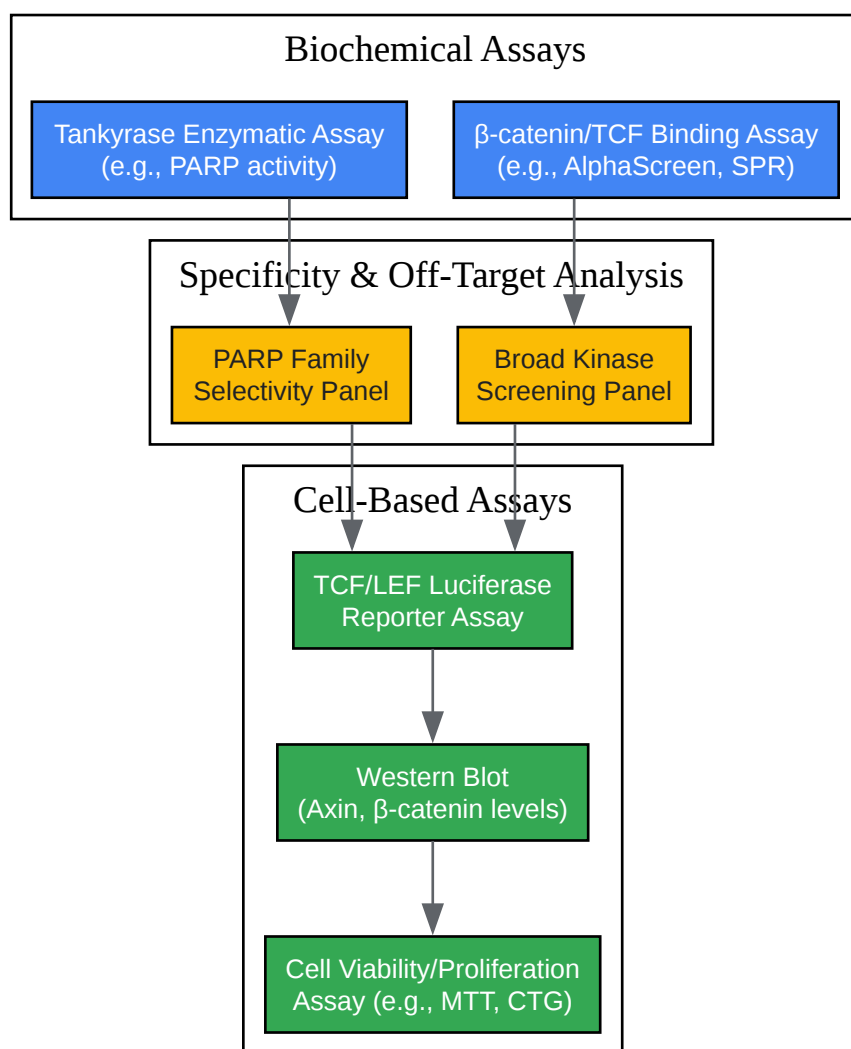 Biochemical Assays
Tankyrase Enzymatic Assay
(e.g., PARP activity)
β-catenin/TCF Binding Assay
(e.g., AlphaScreen, SPR)
Specificity & Off-Target Analysis
PARP Family
Selectivity Panel
Broad Kinase
Screening Panel
Cell-Based Assays
TCF/LEF Luciferase
Reporter Assay
Western Blot
(Axin, β-catenin levels)
Cell Viability/Proliferation
Assay (e.g., MTT, CTG)